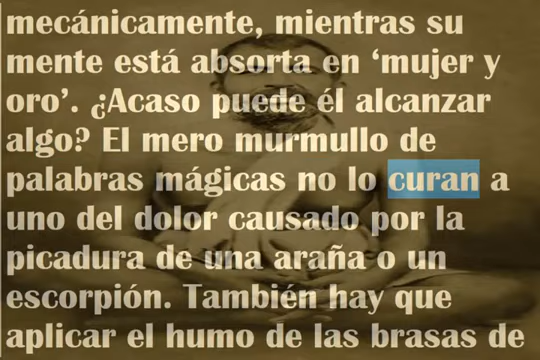 mecánicamente, mientras su
mente está absorta en ‘mujer y
oro’. ¿Acaso puede él alcanzar
algo? El mero murmullo de
palabras mágicas no lo curan a
uno del dolor causado por la
picadura de una araña o un
escorpión. También hay que
aplicar el humo de las brasas de